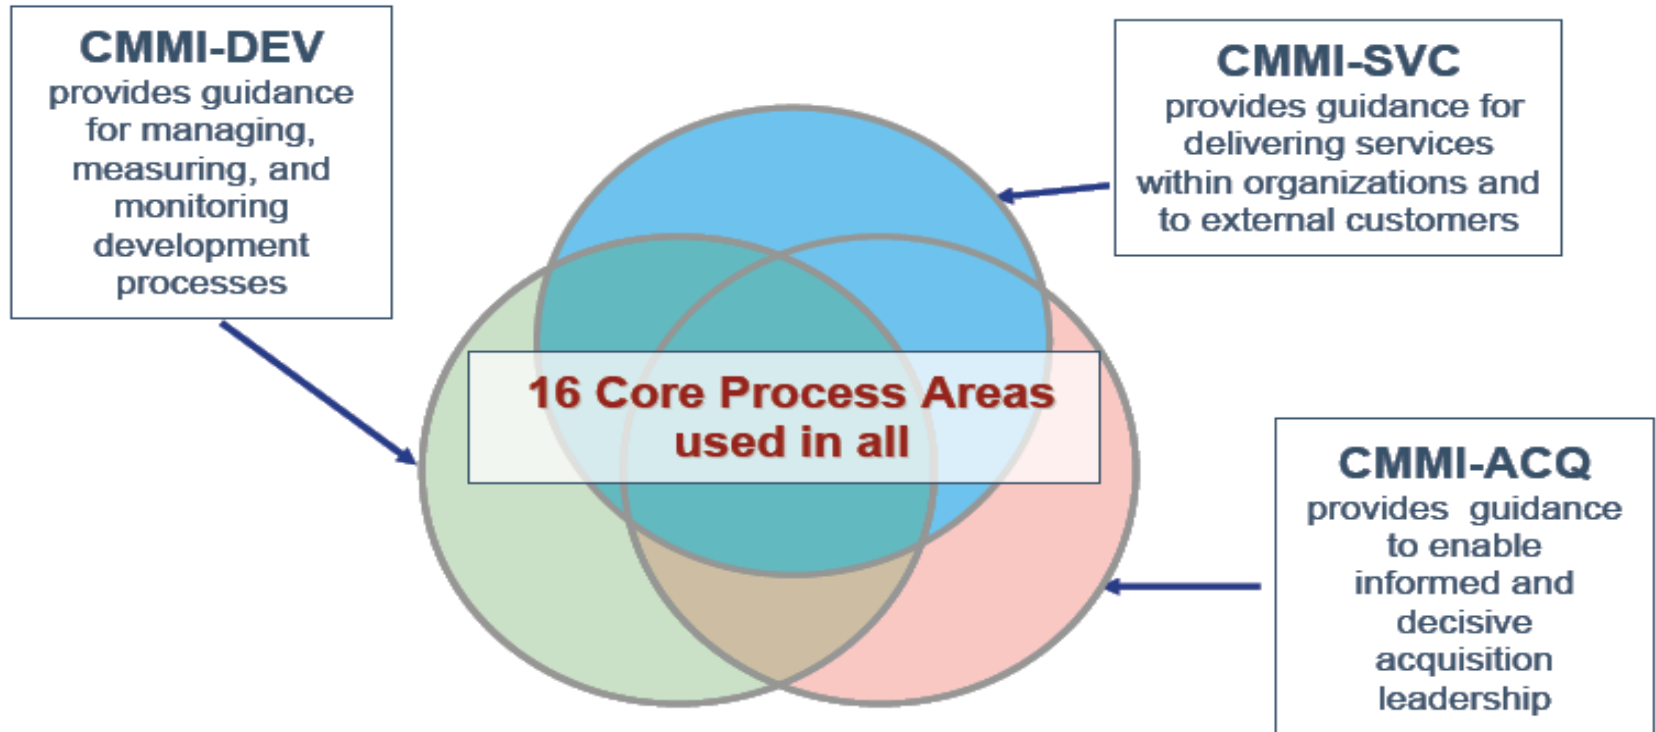 CMMI-DEV
provides guidance
for managing,
measuring, and
monitoring
development
processes
CMMI-SVC
provides guidance for
delivering services
within organizations and
to external customers
16 Core Process Areas
used in all
CMMI-ACQ
provides guidance
to enable
informed and
decisive
acquisition
leadership